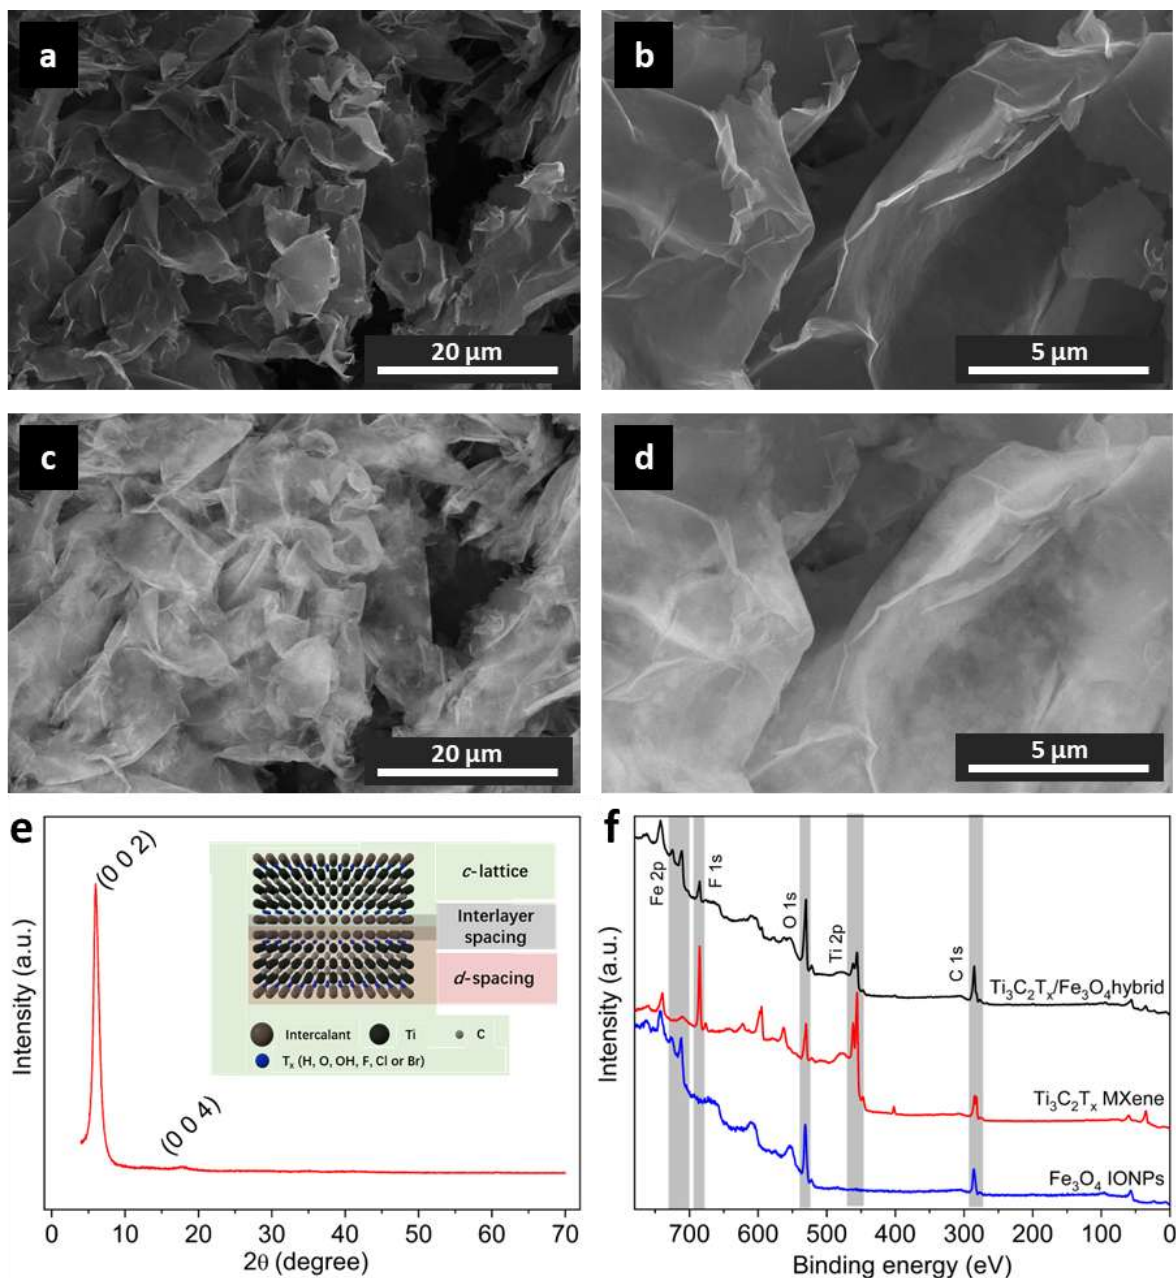 a
20 µm
b
5 µm
c
20 µm
d
5 µm
e
Intensity (a.u.)
(0 0 2)
(0 0 4)
c-lattice
Interlayer
spacing
d-spacing
Intercalant
Ti
C
Tₓ (H, O, OH, F, Cl or Br)
0 10 20 30 40 50 60 70
2θ (degree)
f
Intensity (a.u.)
Fe 2p
F 1s
O 1s
Ti 2p
C 1s
Ti₃C₂Tₓ/Fe₃O₄hybrid
Ti₃C₂Tₓ MXene
Fe₃O₄ IONPs
700 600 500 400 300 200 100 0
Binding energy (eV)